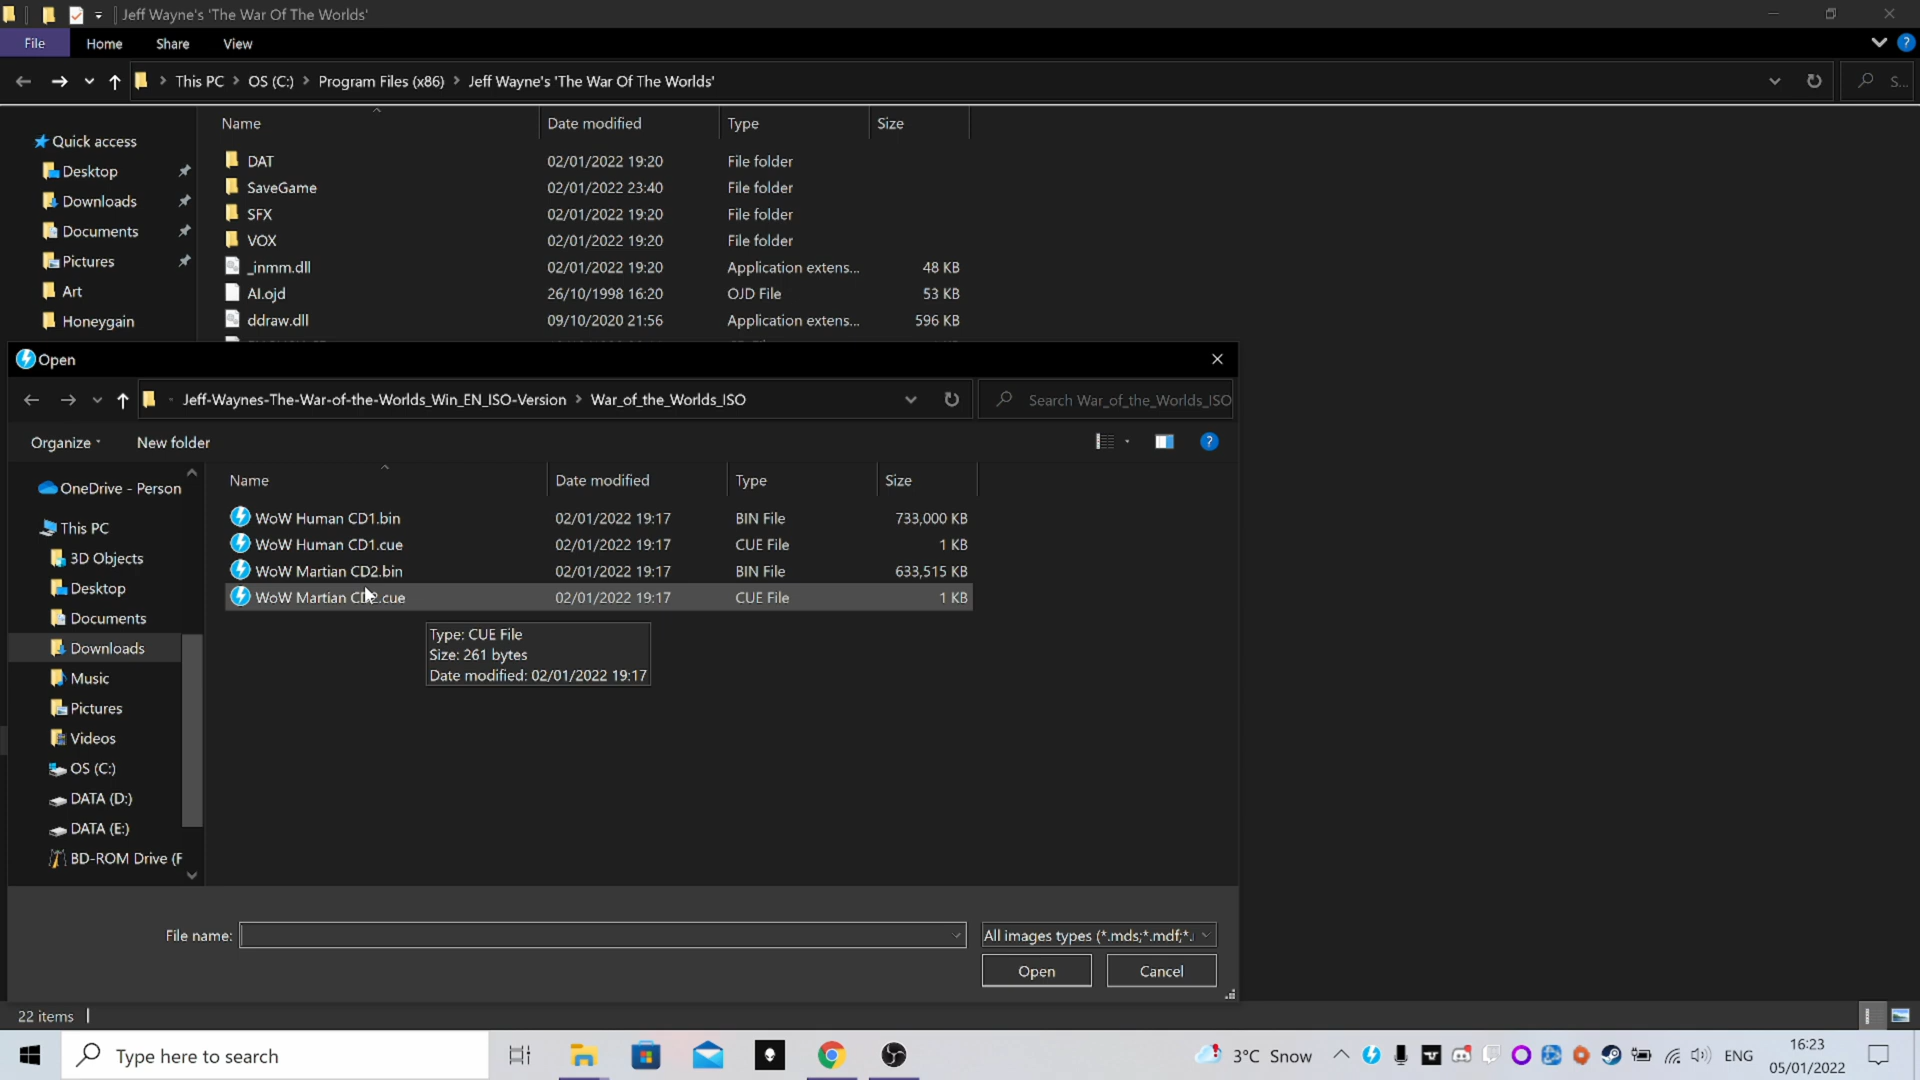 Jeff Wayne's 'The War Of The Worlds'
File Home Share View
This PC OS (C:) Program Files (x86) Jeff Wayne's 'The War Of The Worlds' S...
Name Date modified Type Size
Quick access
Desktop
Downloads
Documents
Pictures
Art
Honeygain
DAT 02/01/2022 19:20 File folder
SaveGame 02/01/2022 23:40 File folder
SFX 02/01/2022 19:20 File folder
VOX 02/01/2022 19:20 File folder
_inmm.dll 02/01/2022 19:20 Application extens... 48 KB
AI.ojd 26/10/1998 16:20 OJD File 53 KB
ddraw.dll 09/10/2020 21:56 Application extens... 596 KB
Open
Jeff-Waynes-The-War-of-the-Worlds_Win_EN_ISO-Version War_of_the_Worlds_ISO Search War_of_the_Worlds_ISO
Organize New folder
Name Date modified Type Size
OneDrive - Person
This PC
3D Objects
Desktop
Documents
Downloads
Music
Pictures
Videos
OS (C:)
DATA (D:)
DATA (E:)
BD-ROM Drive (F
WoW Human CD1.bin 02/01/2022 19:17 BIN File 733,000 KB
WoW Human CD1.cue 02/01/2022 19:17 CUE File 1 KB
WoW Martian CD2.bin 02/01/2022 19:17 BIN File 633,515 KB
WoW Martian CD2.cue 02/01/2022 19:17 CUE File 1 KB
Type: CUE File
Size: 261 bytes
Date modified: 02/01/2022 19:17
File name: All images types (*.mds;*.mdf;*.
Open Cancel
22 items
Type here to search 3°C Snow ENG 16:23
05/01/2022